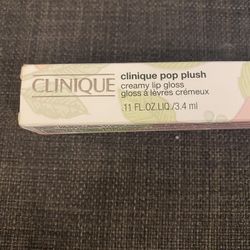 CLINIQUE
clinique pop plush
creamy lip gloss
gloss à lèvres crémeux
.11 FL.OZ.LIQ./3.4 ml